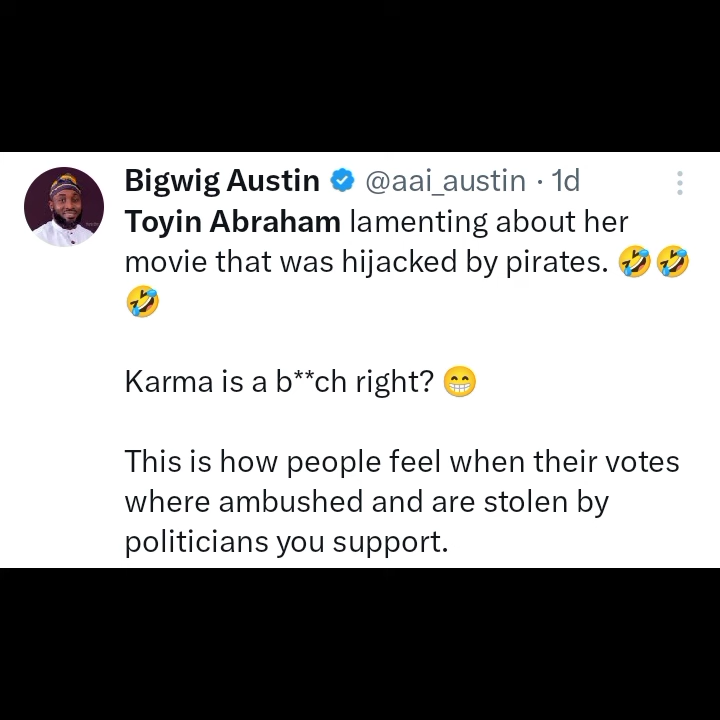 Bigwig Austin @aai_austin · 1d
Toyin Abraham lamenting about her
movie that was hijacked by pirates. 🤣🤣
🤣
Karma is a b**ch right? 😁
This is how people feel when their votes
where ambushed and are stolen by
politicians you support.